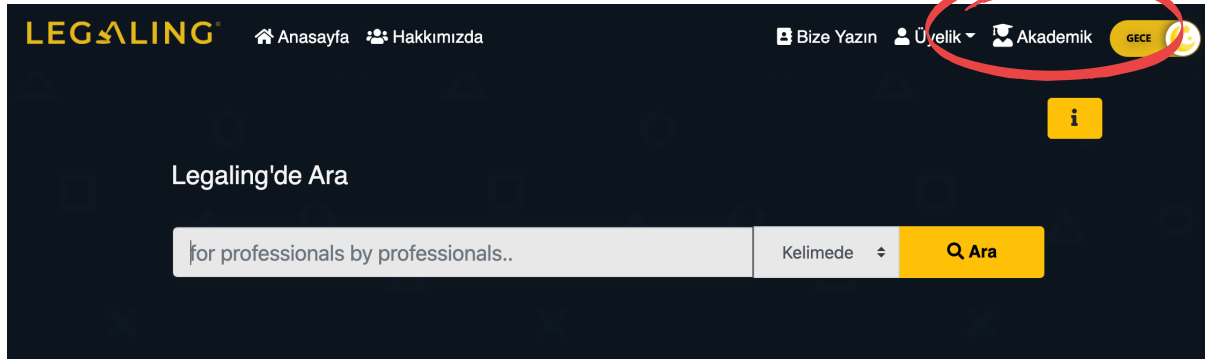 LEGALING Anasayfa Hakkımızda Bize Yazın Üyelik Akademik GECE
i
Legaling'de Ara
for professionals by professionals..
Kelimede
Ara